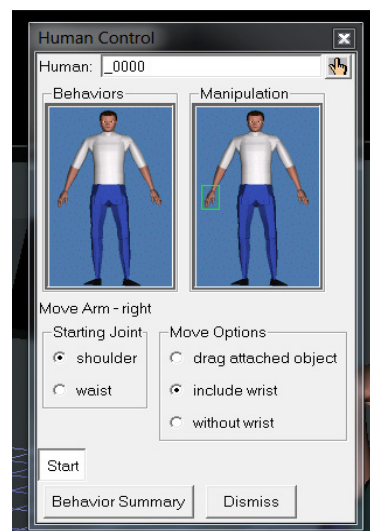 Human Control
Human: _0000
Behaviors
Manipulation
Move Arm - right
Starting Joint
Move Options
shoulder
drag attached object
waist
include wrist
without wrist
Start
Behavior Summary
Dismiss